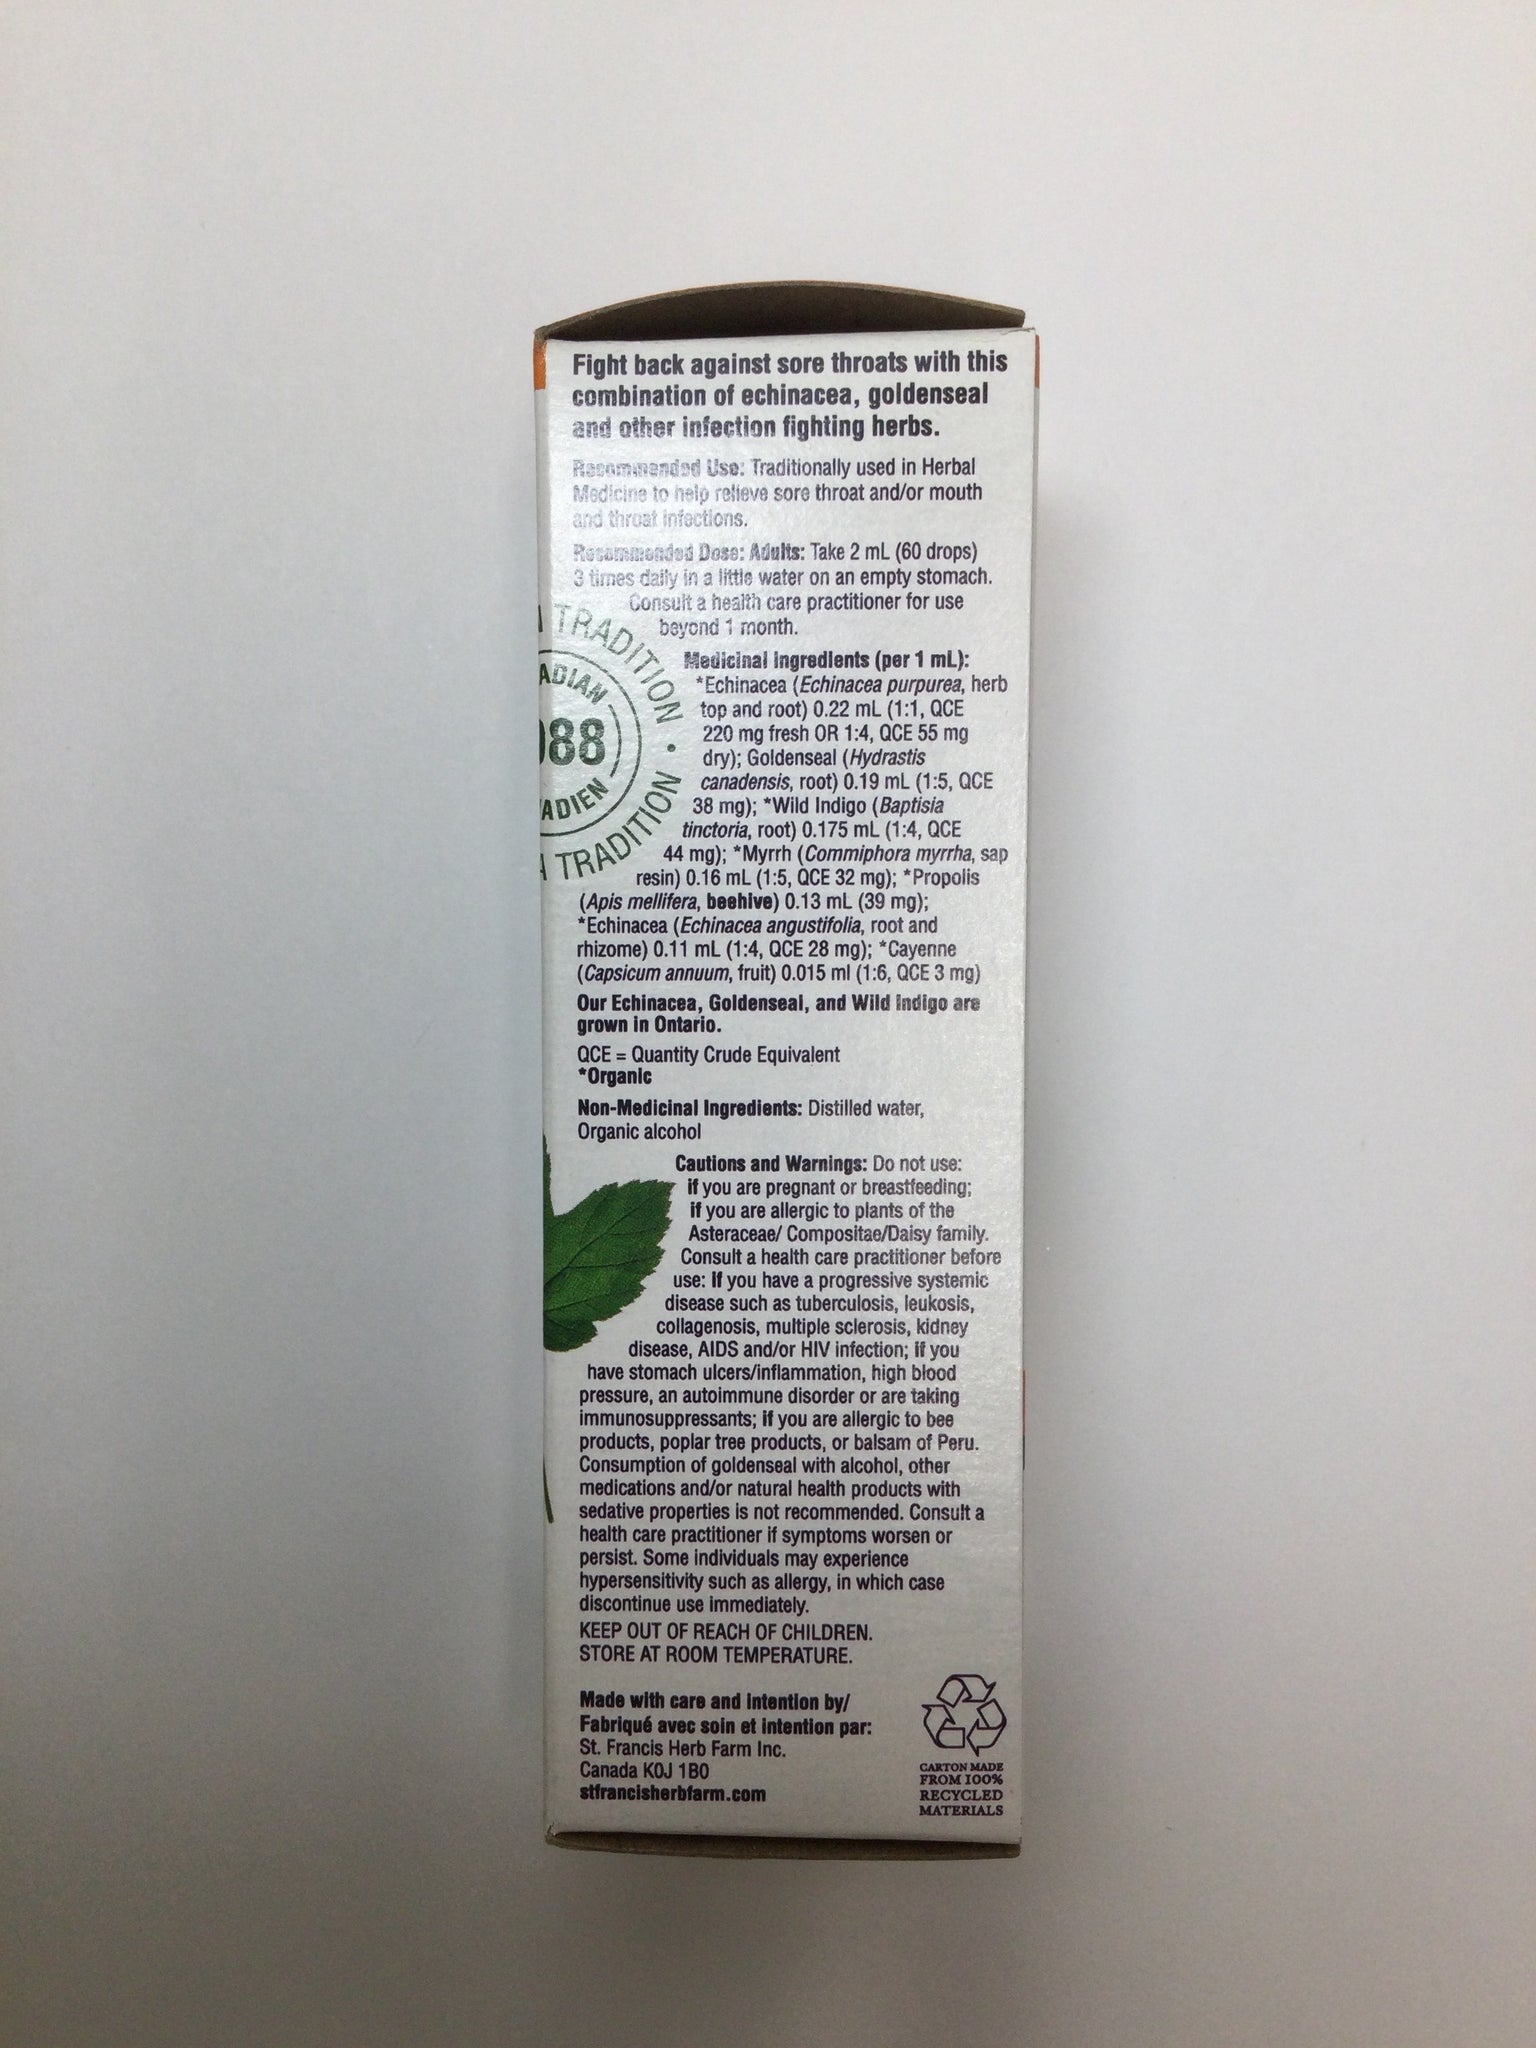 Fight back against sore throats with this
combination of echinacea, goldenseal
and other infection fighting herbs.
Recommended Use: Traditionally used in Herbal
Medicine to help relieve sore throat and/or mouth
and throat infections.
Recommended Dose: Adults: Take 2 mL (60 drops)
3 times daily in a little water on an empty stomach.
Consult a health care practitioner for use
beyond 1 month.
TRADITION
ADIAN
88
ADIEN
TRADITION
Medicinal Ingredients (per 1 mL):
*Echinacea (Echinacea purpurea, herb
top and root) 0.22 mL (1:1, QCE
220 mg fresh OR 1:4, QCE 55 mg
dry); Goldenseal (Hydrastis
canadensis, root) 0.19 mL (1:5, QCE
38 mg); *Wild Indigo (Baptisia
tinctoria, root) 0.175 mL (1:4, QCE
44 mg); *Myrrh (Commiphora myrrha, sap
resin) 0.16 mL (1:5, QCE 32 mg); *Propolis
(Apis mellifera, beehive) 0.13 mL (39 mg);
*Echinacea (Echinacea angustifolia, root and
rhizome) 0.11 mL (1:4, QCE 28 mg); *Cayenne
(Capsicum annuum, fruit) 0.015 ml (1:6, QCE 3 mg)
Our Echinacea, Goldenseal, and Wild Indigo are
grown in Ontario.
QCE = Quantity Crude Equivalent
*Organic
Non-Medicinal Ingredients: Distilled water,
Organic alcohol
Cautions and Warnings: Do not use:
if you are pregnant or breastfeeding;
if you are allergic to plants of the
Asteraceae/ Compositae/Daisy family.
Consult a health care practitioner before
use: If you have a progressive systemic
disease such as tuberculosis, leukosis,
collagenosis, multiple sclerosis, kidney
disease, AIDS and/or HIV infection; if you
have stomach ulcers/inflammation, high blood
pressure, an autoimmune disorder or are taking
immunosuppressants; if you are allergic to bee
products, poplar tree products, or balsam of Peru.
Consumption of goldenseal with alcohol, other
medications and/or natural health products with
sedative properties is not recommended. Consult a
health care practitioner if symptoms worsen or
persist. Some individuals may experience
hypersensitivity such as allergy, in which case
discontinue use immediately.
KEEP OUT OF REACH OF CHILDREN.
STORE AT ROOM TEMPERATURE.
Made with care and intention by/
Fabriqué avec soin et intention par:
St. Francis Herb Farm Inc.
Canada K0J 1B0
stfrancisherbfarm.com
CARTON MADE
FROM 100%
RECYCLED
MATERIALS